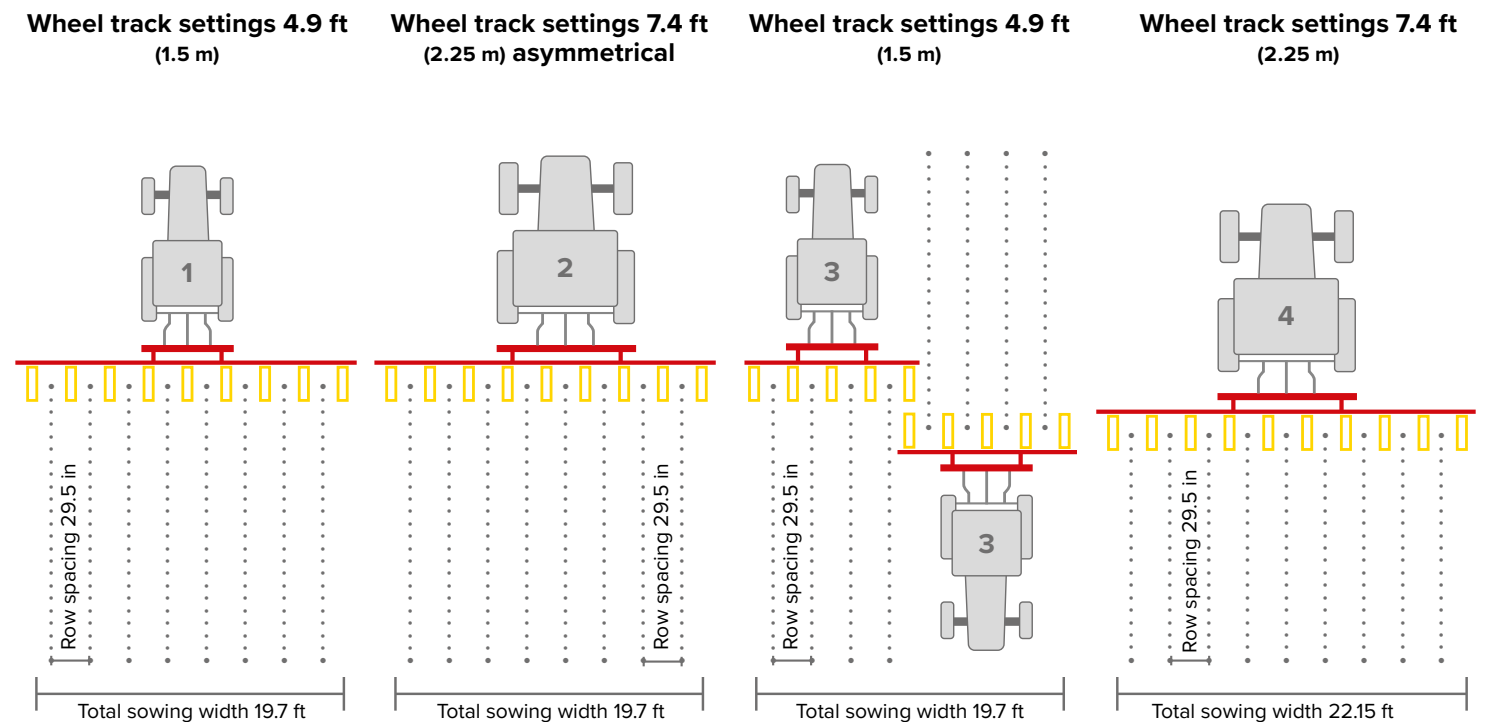 Wheel track settings 4.9 ft
(1.5 m)
Wheel track settings 7.4 ft
(2.25 m) asymmetrical
Wheel track settings 4.9 ft
(1.5 m)
Wheel track settings 7.4 ft
(2.25 m)
1
2
3
4
3
Row spacing 29.5 in
Row spacing 29.5 in
Row spacing 29.5 in
Row spacing 29.5 in
Total sowing width 19.7 ft
Total sowing width 19.7 ft
Total sowing width 19.7 ft
Total sowing width 22.15 ft